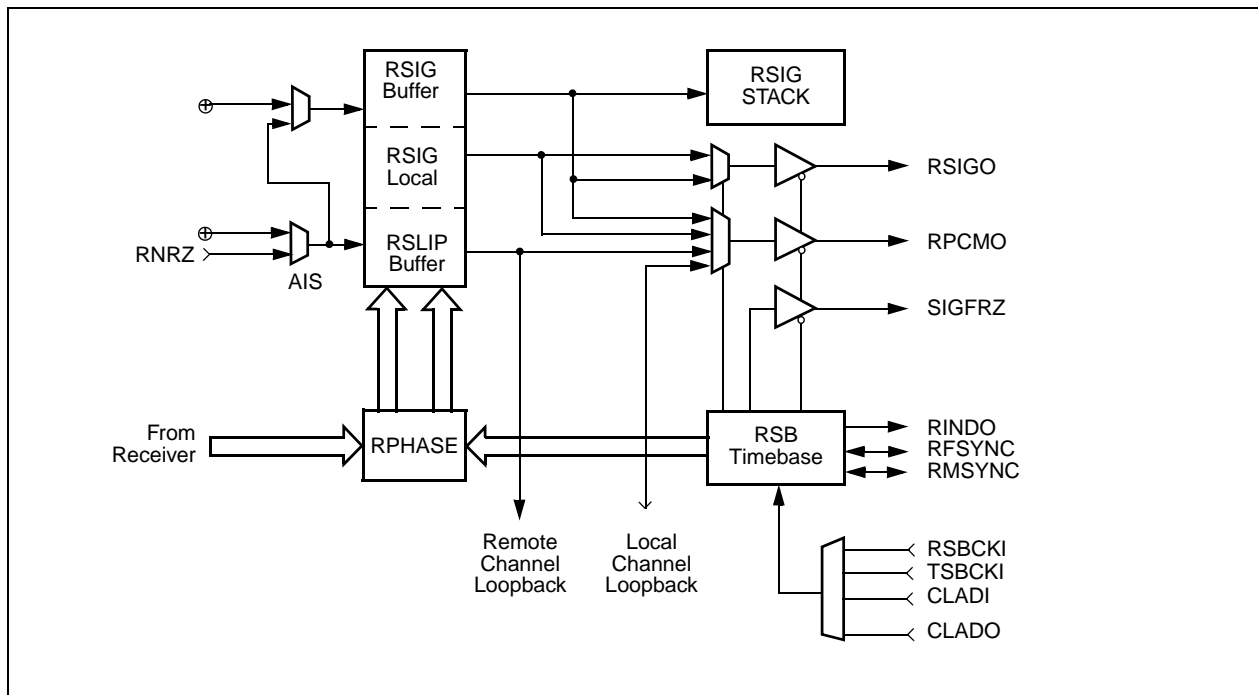 RSIG
Buffer
RSIG
STACK
RSIG
Local
RSIGO
RSLIP
Buffer
RNRZ
AIS
RPCMO
SIGFRZ
From
Receiver
RPHASE
RSB
Timebase
RINDO
RFSYNC
RMSYNC
Remote
Channel
Loopback
Local
Channel
Loopback
RSBCKI
TSBCKI
CLADI
CLADO